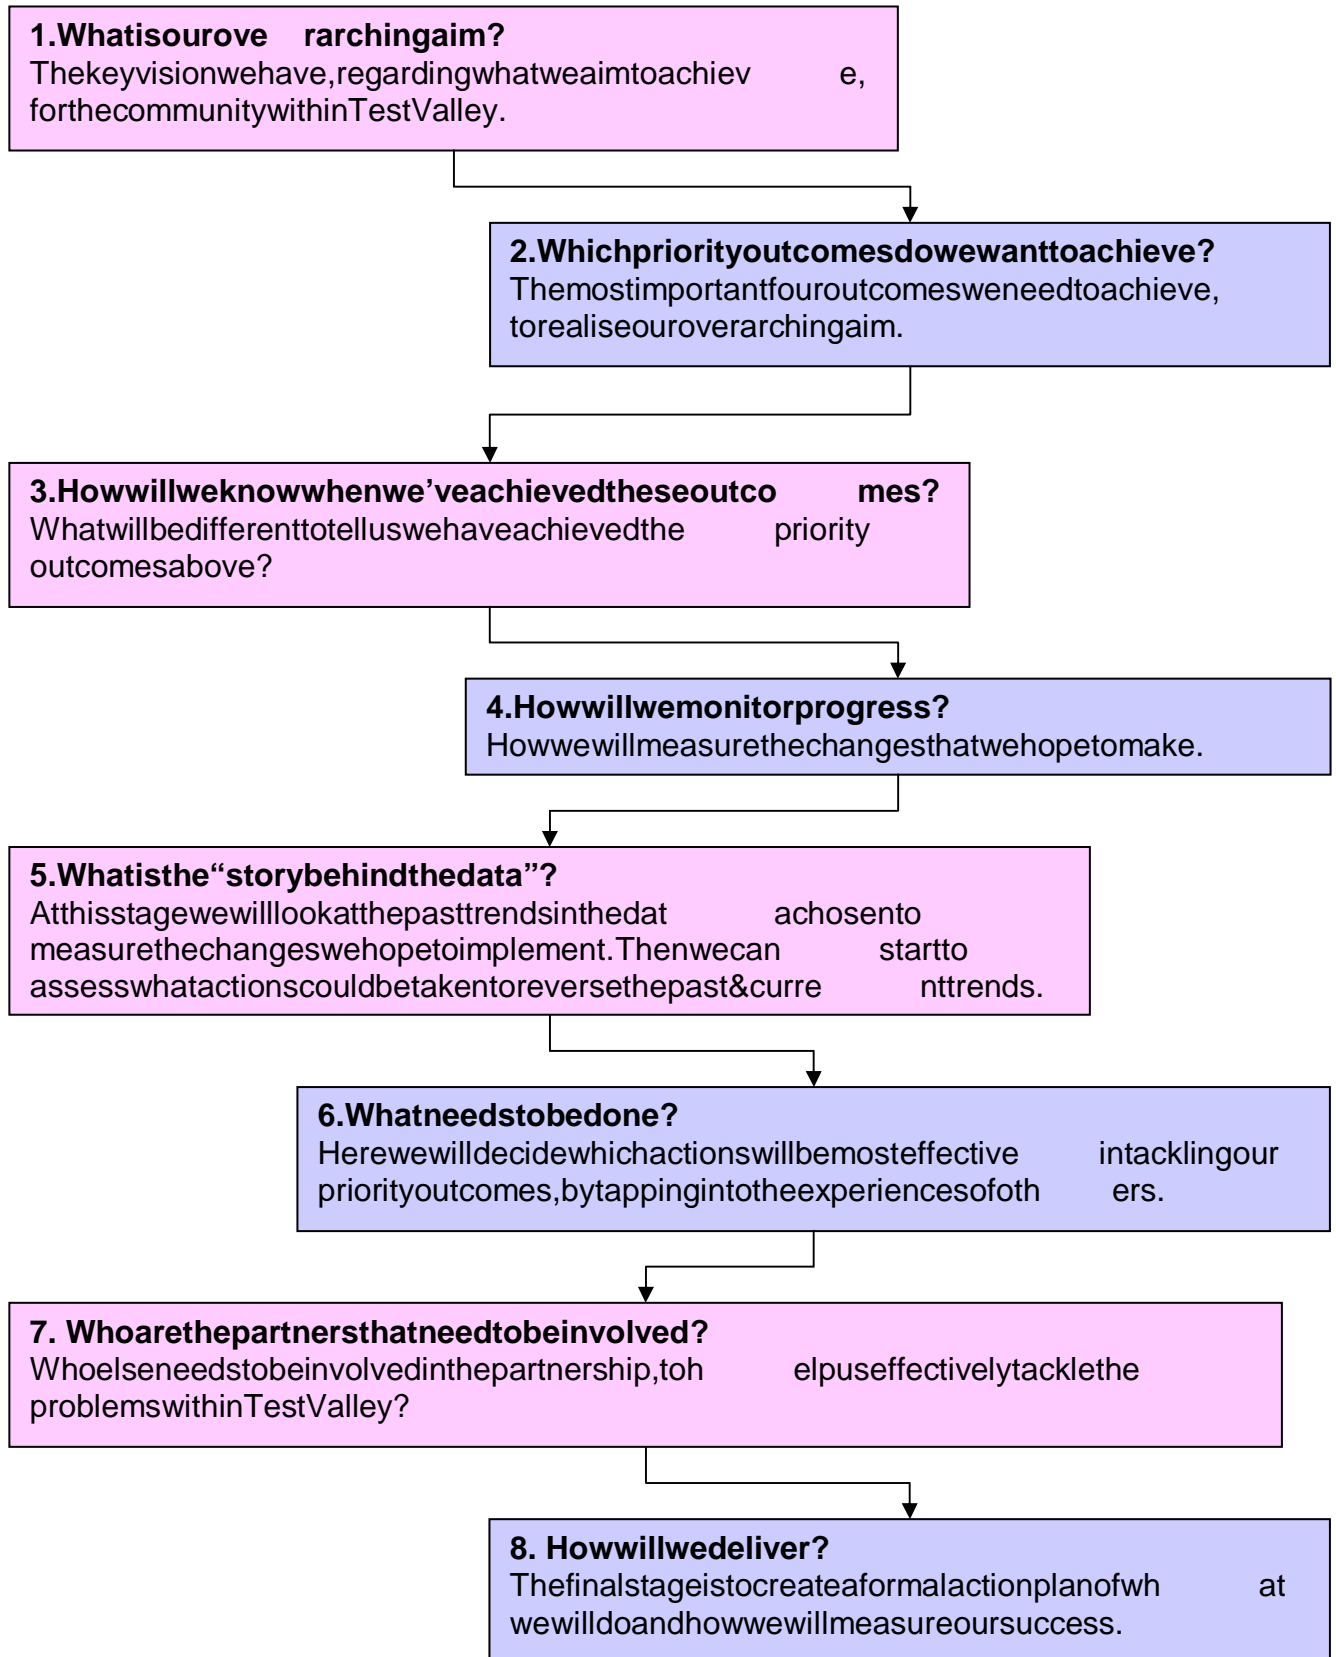 1.Whatisourove rarchingaim?
Thekeyvisionwehave,regardingwhatweaimtoachiev e,
forthecommunitywithinTestValley.
2.Whichpriorityoutcomesdowewanttoachieve?
Themostimportantfouroutcomesweneedtoachieve,
torealiseouroverarchingaim.
3.Howwillweknowwhenwe’veachievedtheseoutco mes?
Whatwillbedifferenttotelluswehaveachievedthe priority
outcomesabove?
4.Howwillwemonitorprogress?
Howwewillmeasurethechangesthatwehopetomake.
5.Whatisthe“storybehindthedata”?
Atthisstagewewilllookatthepasttrendsinthedat achosento
measurethechangeswehopetoimplement.Thenwecan startto
assesswhatactionscouldbetakentoreversethepast&curre nttrends.
6.Whatneedstobedone?
Herewewilldecidewhichactionswillbemosteffective intacklingour
priorityoutcomes,bytappingintotheexperiencesofoth ers.
7. Whoarethepartnersthatneedtobeinvolved?
Whoelseneedstobeinvolvedinthepartnership,toh elpuseffectivelytacklethe
problemswithinTestValley?
8. Howwillwedeliver?
Thefinalstageistocreateaformalactionplanofwh at
wewilldoandhowwewillmeasureoursuccess.